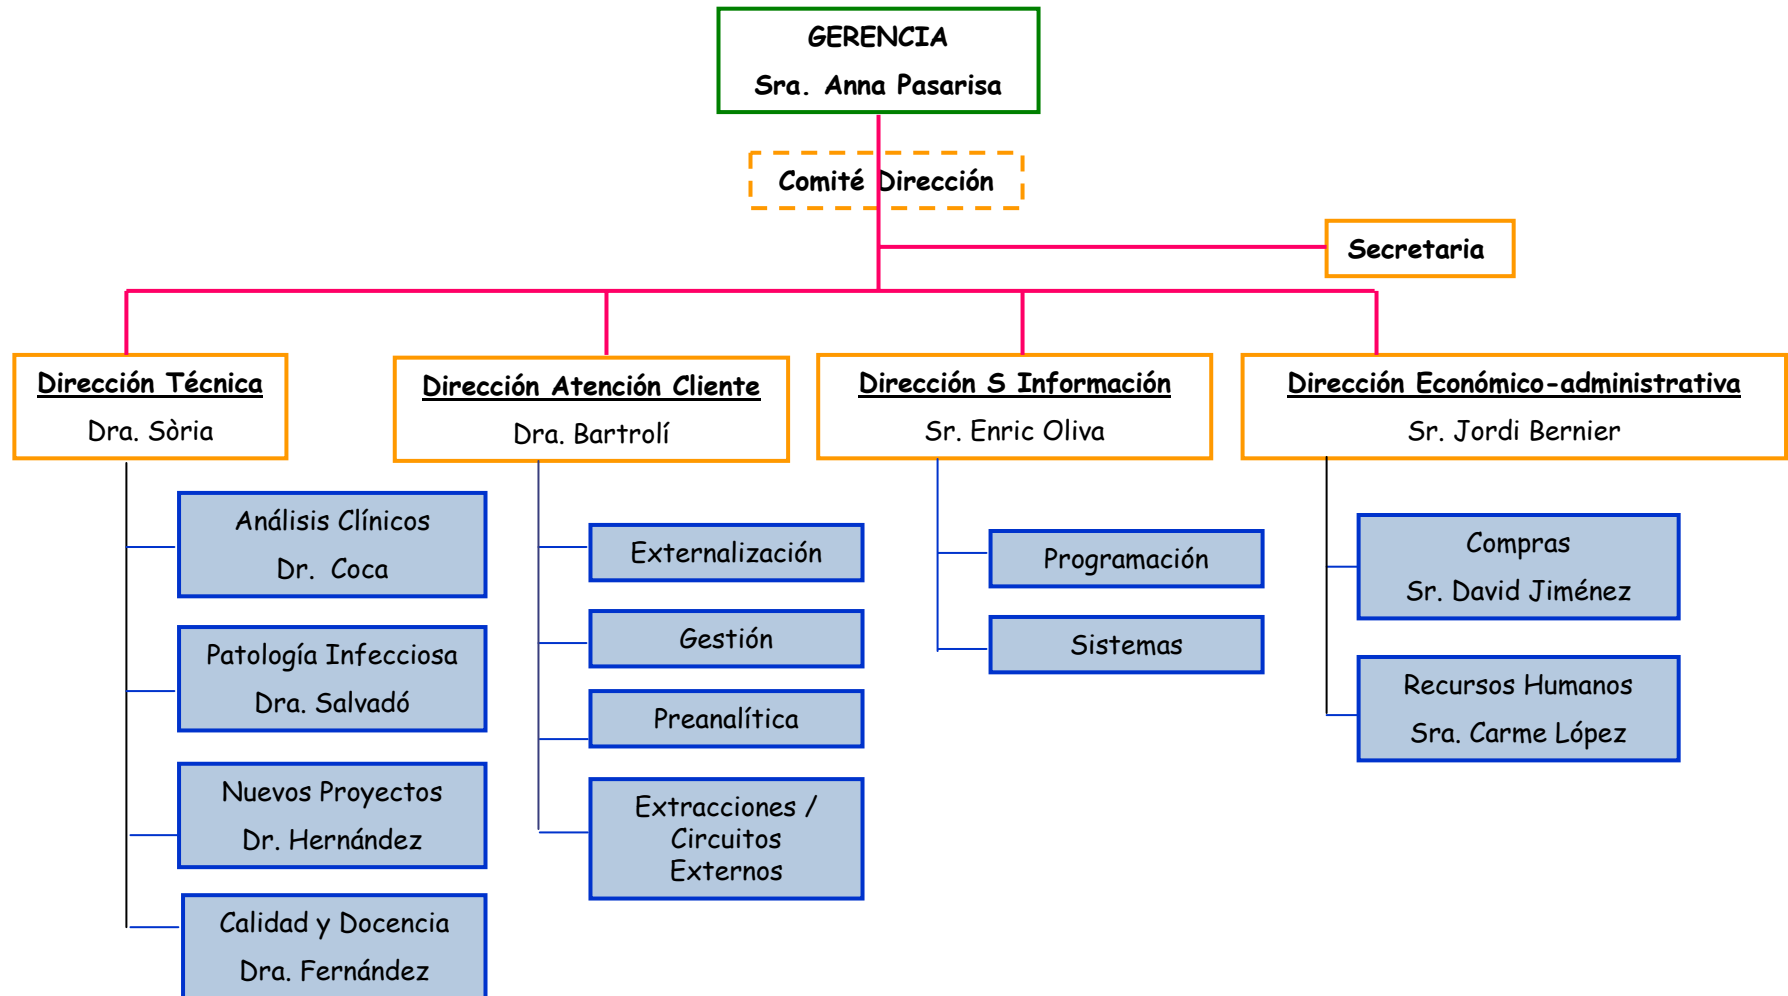 GERENCIA
Sra. Anna Pasarisa
Comité Dirección
Secretaria
Dirección Técnica
Dra. Sòria
Dirección Atención Cliente
Dra. Bartrolí
Dirección S Información
Sr. Enric Oliva
Dirección Económico-administrativa
Sr. Jordi Bernier
Análisis Clínicos
Dr. Coca
Patología Infecciosa
Dra. Salvadó
Nuevos Proyectos
Dr. Hernández
Calidad y Docencia
Dra. Fernández
Externalización
Gestión
Preanalítica
Extracciones /
Circuitos
Externos
Programación
Sistemas
Compras
Sr. David Jiménez
Recursos Humanos
Sra. Carme López